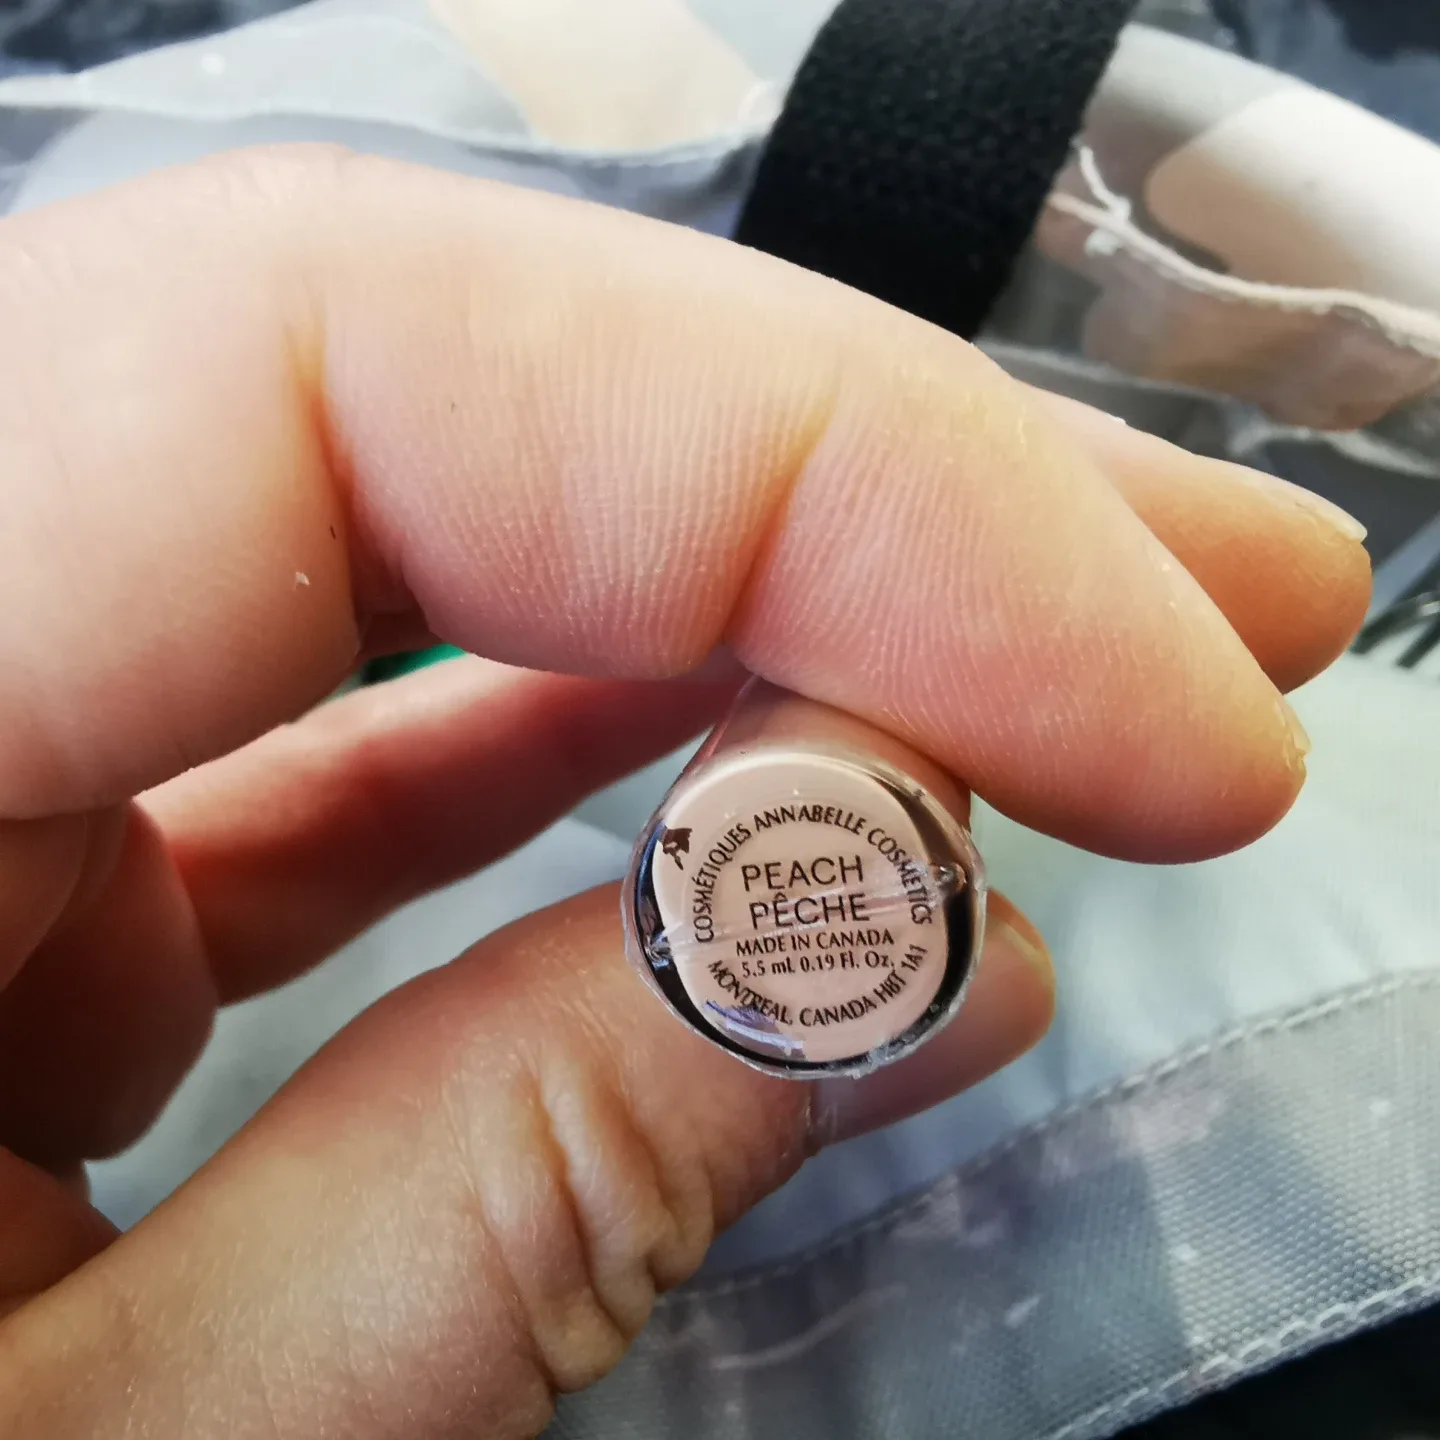 COSMÉTIQUES ANNABELLE COSMETICS
PEACH
PÊCHE
MADE IN CANADA
5.5 mL 0.19 Fl. Oz.
MONTREAL, CANADA H8T 1A1